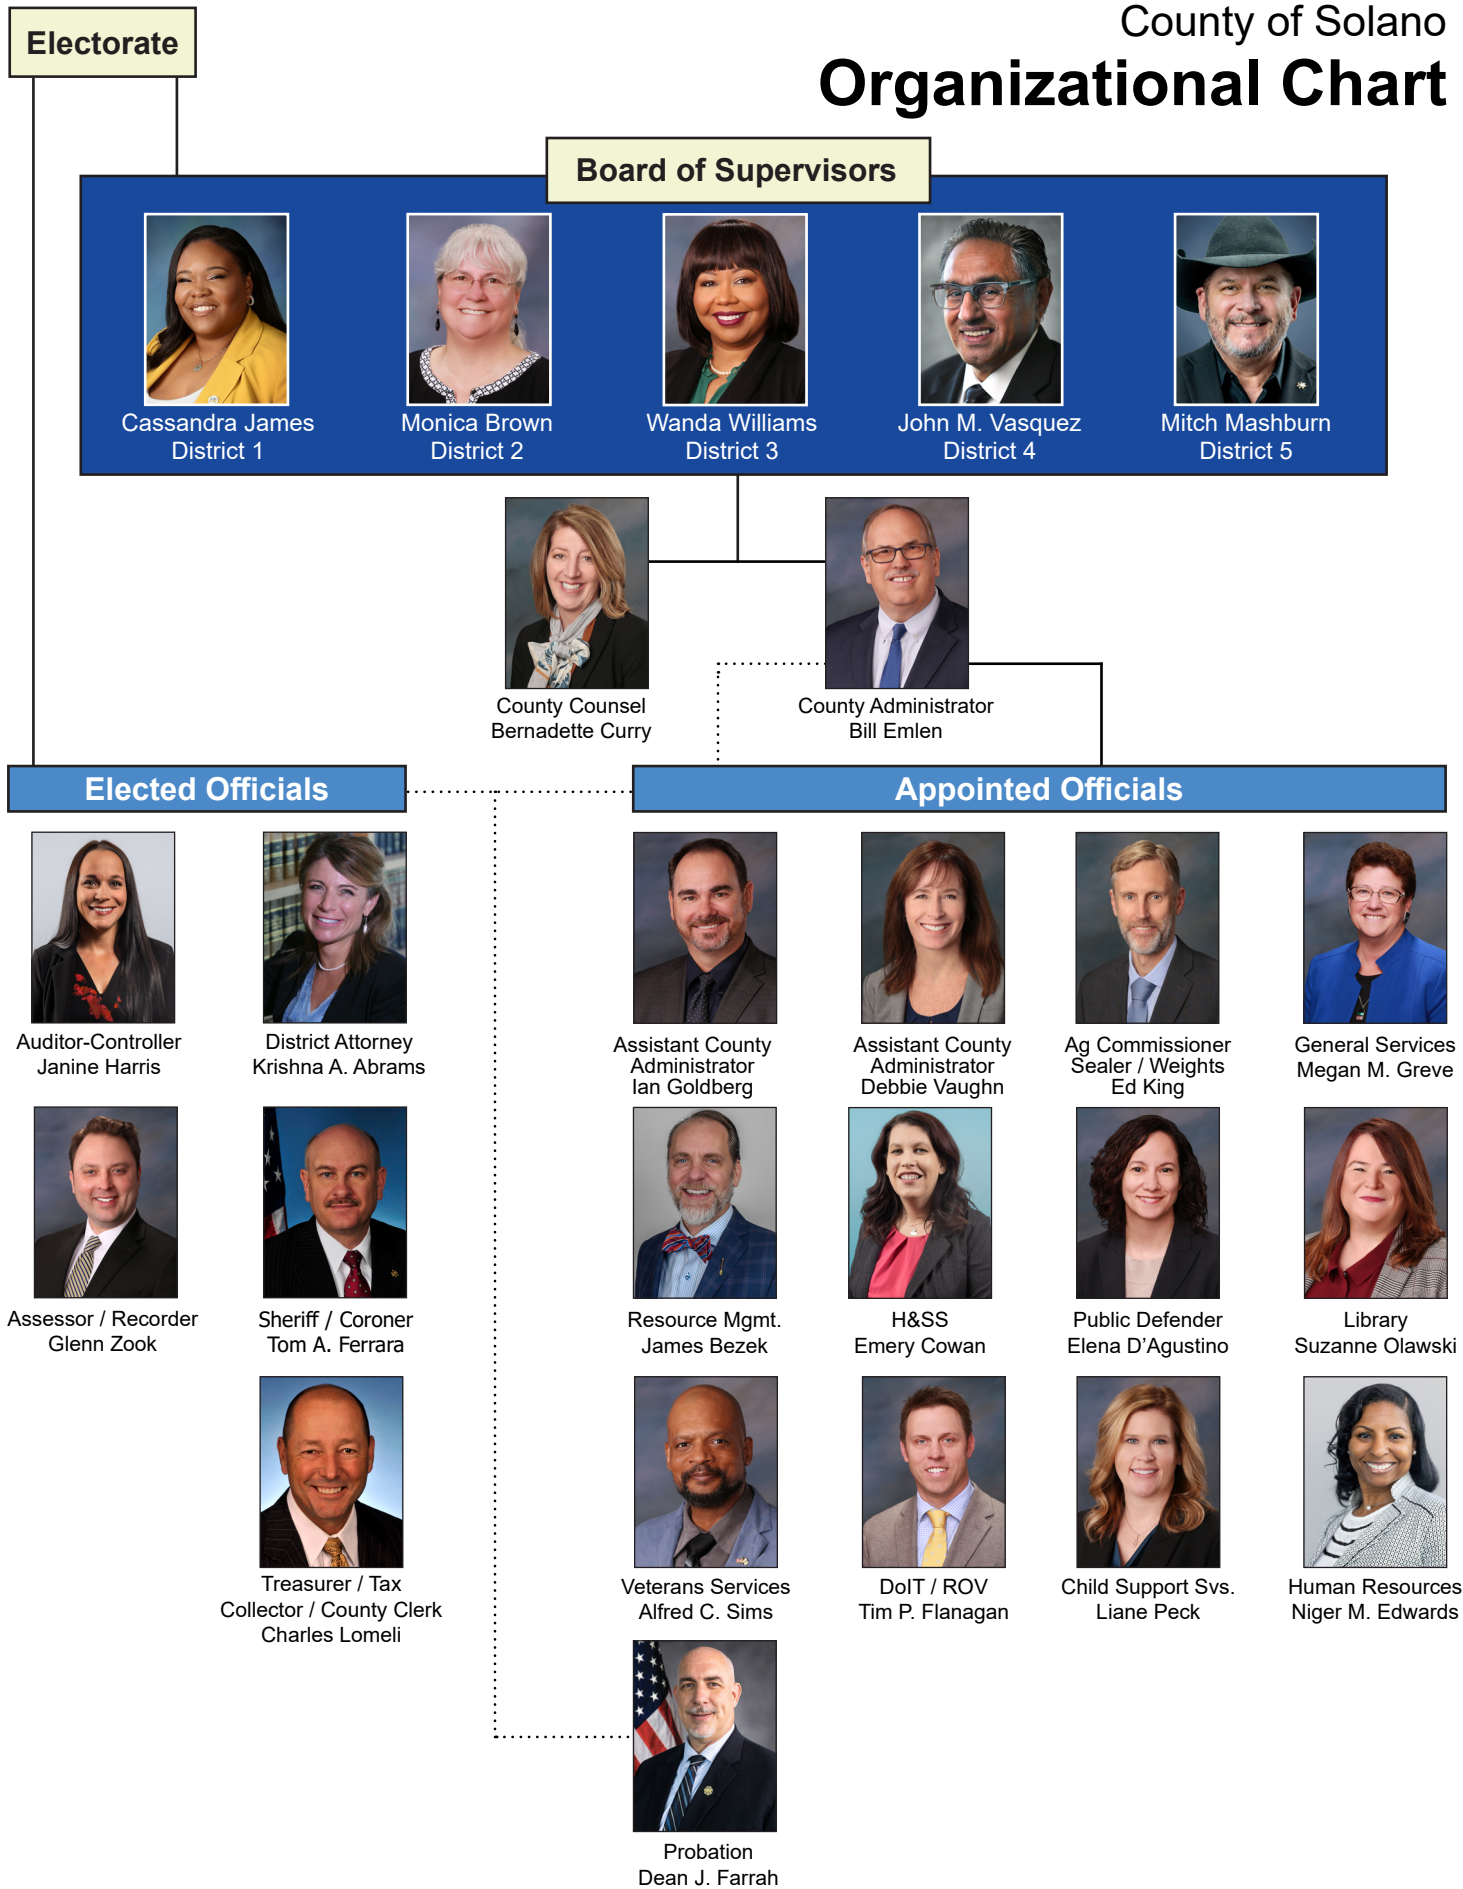 County of Solano
Organizational Chart
Electorate
Board of Supervisors
Cassandra James
District 1
Monica Brown
District 2
Wanda Williams
District 3
John M. Vasquez
District 4
Mitch Mashburn
District 5
County Counsel
Bernadette Curry
County Administrator
Bill Emlen
Elected Officials
Auditor-Controller
Janine Harris
District Attorney
Krishna A. Abrams
Assessor / Recorder
Glenn Zook
Sheriff / Coroner
Tom A. Ferrara
Treasurer / Tax
Collector / County Clerk
Charles Lomeli
Appointed Officials
Assistant County
Administrator
Ian Goldberg
Assistant County
Administrator
Debbie Vaughn
Ag Commissioner
Sealer / Weights
Ed King
General Services
Megan M. Greve
Resource Mgmt.
James Bezek
H&SS
Emery Cowan
Public Defender
Elena D’Agustino
Library
Suzanne Olawski
Veterans Services
Alfred C. Sims
DoIT / ROV
Tim P. Flanagan
Child Support Svs.
Liane Peck
Human Resources
Niger M. Edwards
Probation
Dean J. Farrah